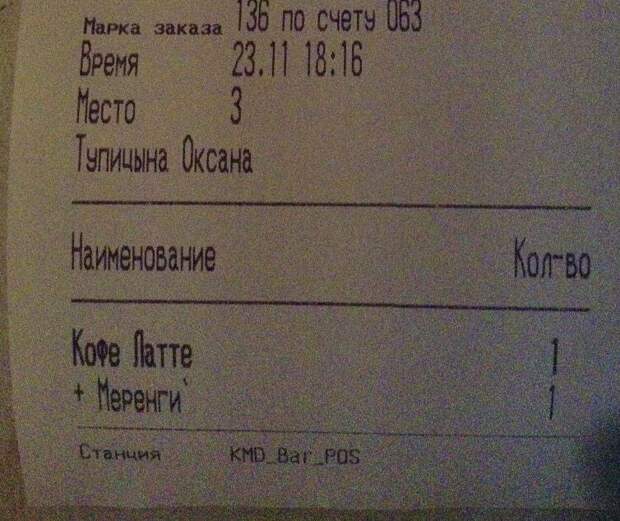 Марка заказа 136 по счету 063
Время 23.11 18:16
Место 3
Тупицына Оксана
Наименование Кол-во
Кофе Латте 1
+ Меренги` 1
Станция KMD_Bar_POS